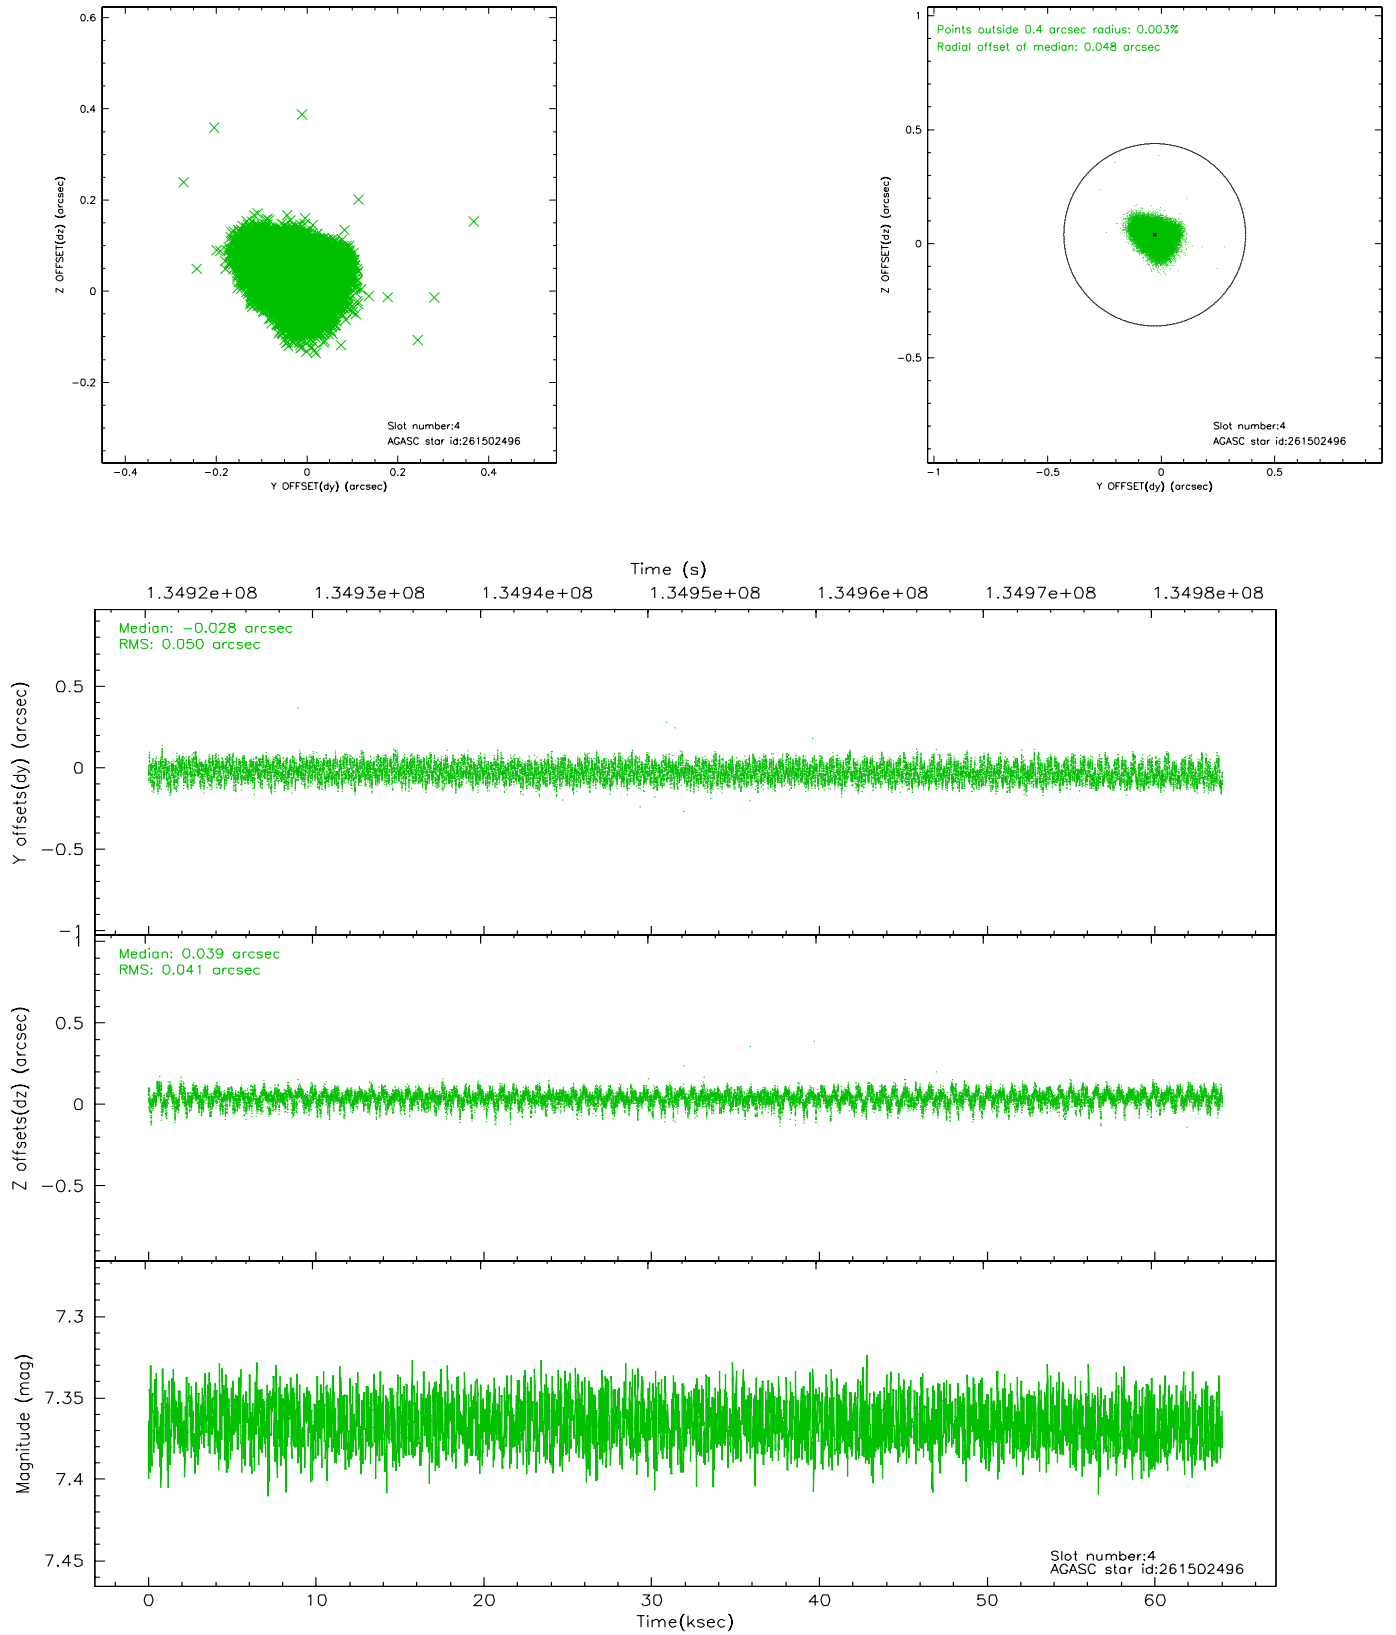 0.6
0.4
0.2
0
−0.2
Z OFFSET(dz) (arcsec)
Slot number:4
AGASC star id:261502496
−0.4 −0.2 0 0.2 0.4
Y OFFSET(dy) (arcsec)
Points outside 0.4 arcsec radius: 0.003%
Radial offset of median: 0.048 arcsec
1
0.5
0
−0.5
Z OFFSET(dz) (arcsec)
Slot number:4
AGASC star id:261502496
−1 −0.5 0 0.5
Y OFFSET(dy) (arcsec)
Time (s)
1.3492e+08 1.3493e+08 1.3494e+08 1.3495e+08 1.3496e+08 1.3497e+08 1.3498e+08
Median: −0.028 arcsec
RMS: 0.050 arcsec
0.5
0
−0.5
−1
Y offsets(dy) (arcsec)
1
Median: 0.039 arcsec
RMS: 0.041 arcsec
0.5
0
−0.5
Z offsets(dz) (arcsec)
7.3
7.35
7.4
7.45
Magnitude (mag)
Slot number:4
AGASC star id:261502496
0 10 20 30 40 50 60
Time(ksec)